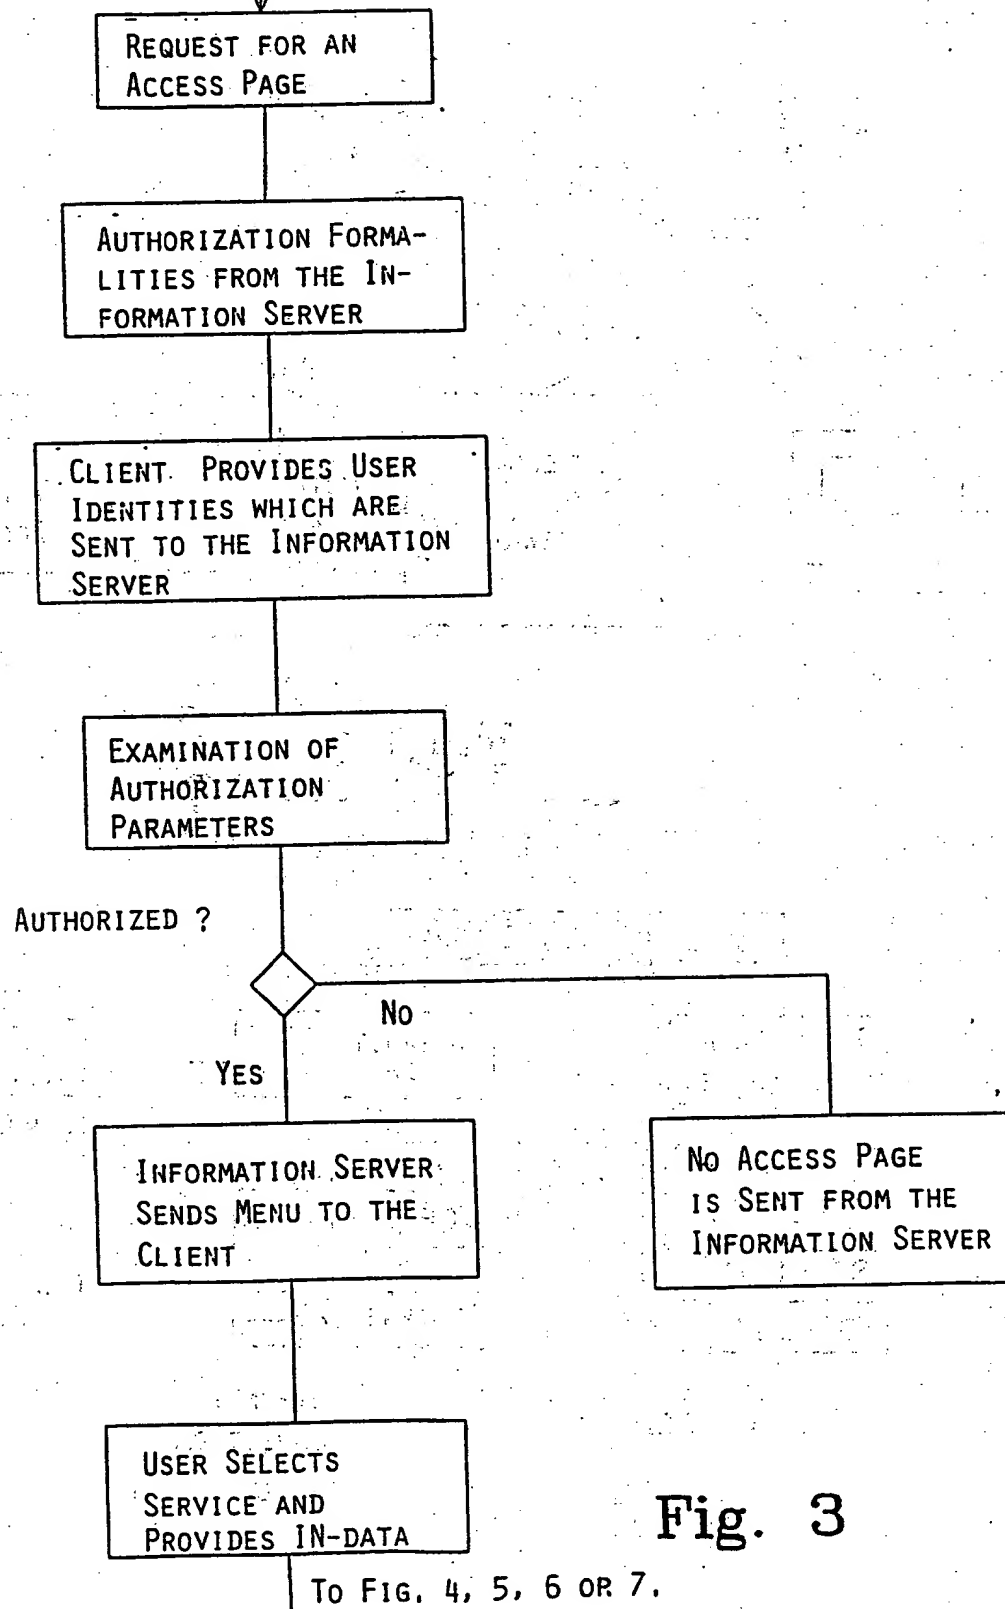 REQUEST FOR AN
ACCESS PAGE
AUTHORIZATION FORMA-
LITIES FROM THE IN-
FORMATION SERVER
CLIENT PROVIDES USER
IDENTITIES WHICH ARE
SENT TO THE INFORMATION
SERVER
EXAMINATION OF
AUTHORIZATION
PARAMETERS
AUTHORIZED ?
NO
YES
INFORMATION SERVER
SENDS MENU TO THE
CLIENT
NO ACCESS PAGE
IS SENT FROM THE
INFORMATION SERVER
USER SELECTS
SERVICE AND
PROVIDES IN-DATA
Fig. 3
TO FIG. 4, 5, 6 OR 7.